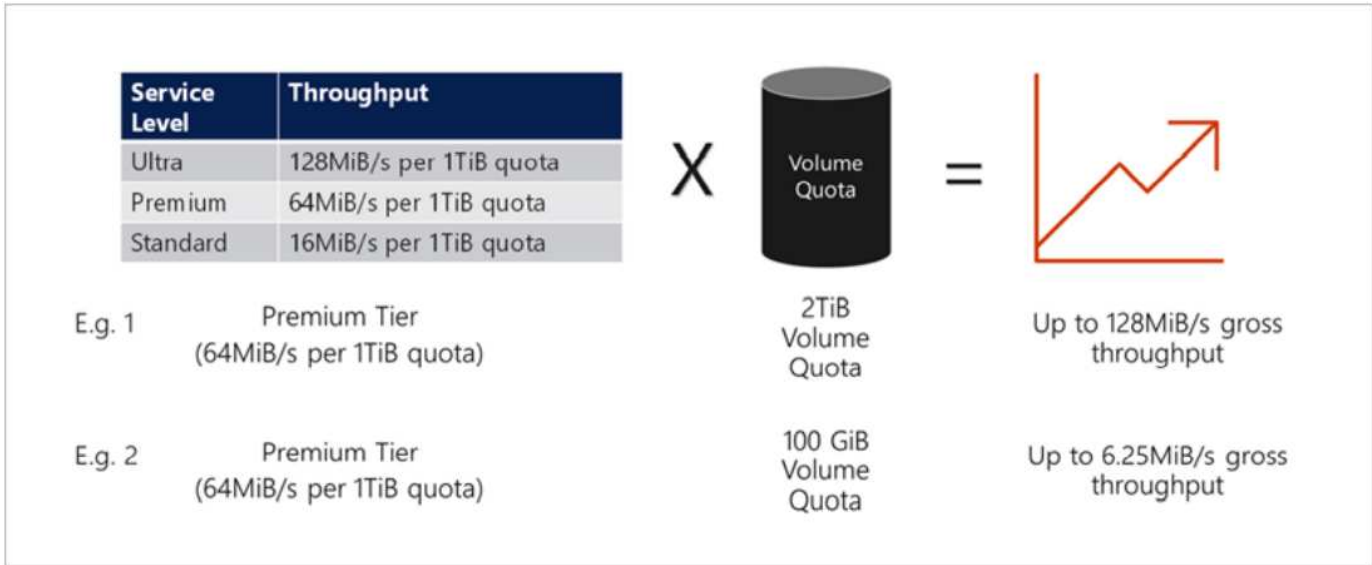 Service Level Throughput
Ultra 128MiB/s per 1TiB quota
Premium 64MiB/s per 1TiB quota
Standard 16MiB/s per 1TiB quota
X
Volume
Quota
=
E.g. 1
Premium Tier
(64MiB/s per 1TiB quota)
2TiB
Volume
Quota
Up to 128MiB/s gross
throughput
E.g. 2
Premium Tier
(64MiB/s per 1TiB quota)
100 GiB
Volume
Quota
Up to 6.25MiB/s gross
throughput